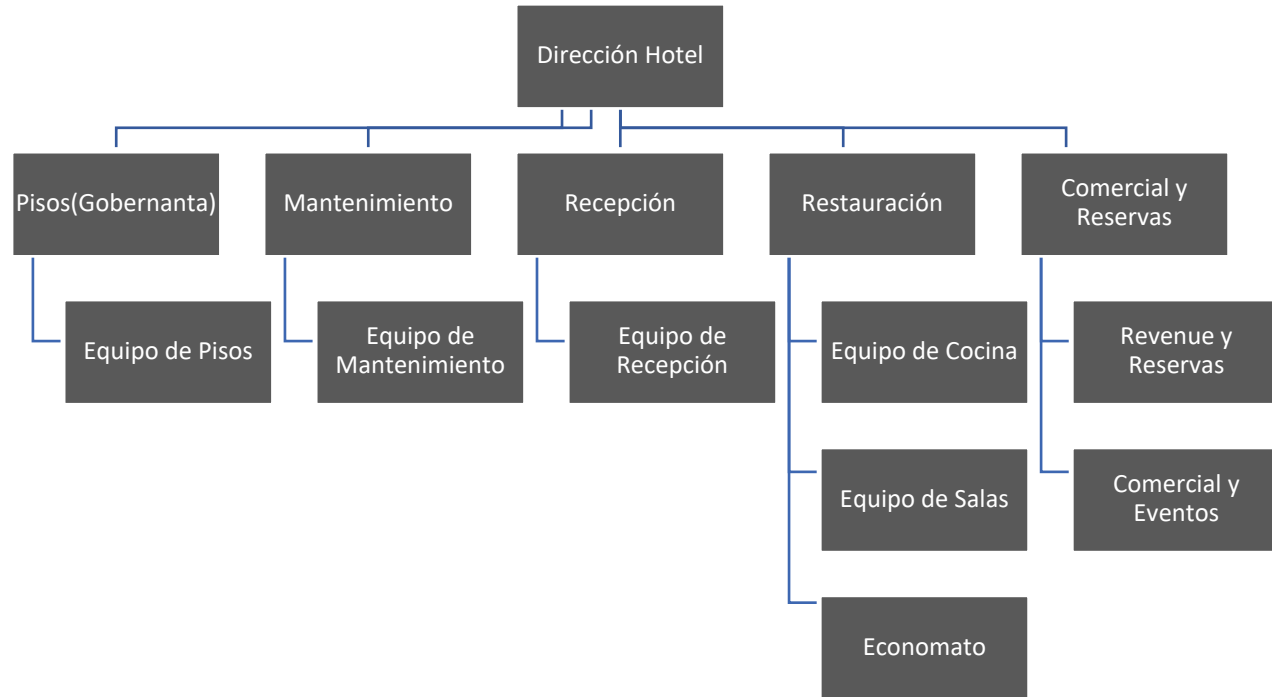 Dirección Hotel
Pisos(Gobernanta)
Mantenimiento
Recepción
Restauración
Comercial y
Reservas
Equipo de Pisos
Equipo de
Mantenimiento
Equipo de
Recepción
Equipo de Cocina
Revenue y
Reservas
Equipo de Salas
Comercial y
Eventos
Economato